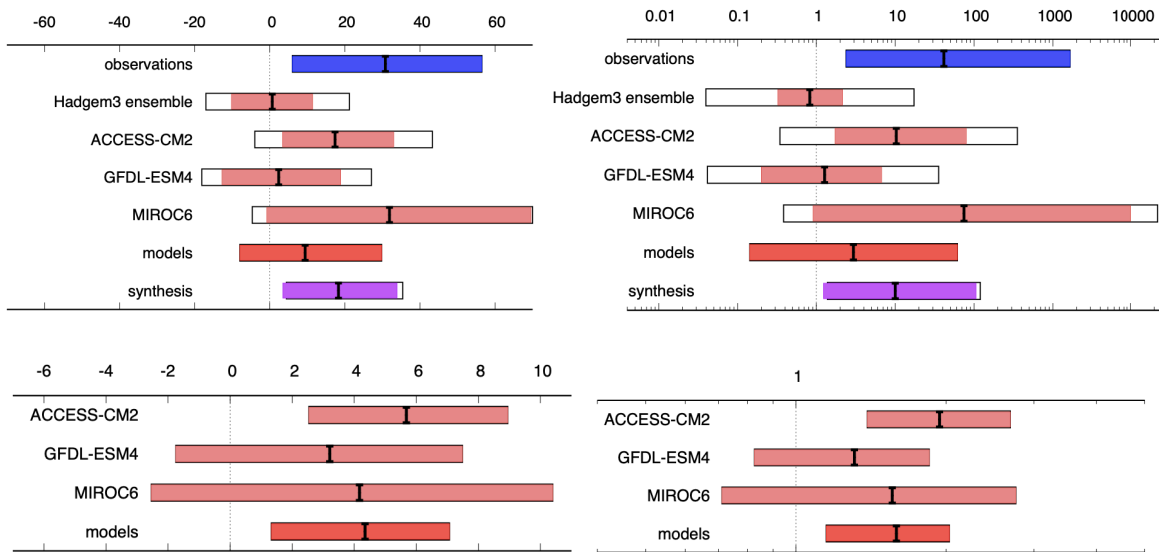 -60 -40 -20 0 20 40 60
observations
Hadgem3 ensemble
ACCESS-CM2
GFDL-ESM4
MIROC6
models
synthesis
0.01 0.1 1 10 100 1000 10000
observations
Hadgem3 ensemble
ACCESS-CM2
GFDL-ESM4
MIROC6
models
synthesis
-6 -4 -2 0 2 4 6 8 10
ACCESS-CM2
GFDL-ESM4
MIROC6
models
1
ACCESS-CM2
GFDL-ESM4
MIROC6
models